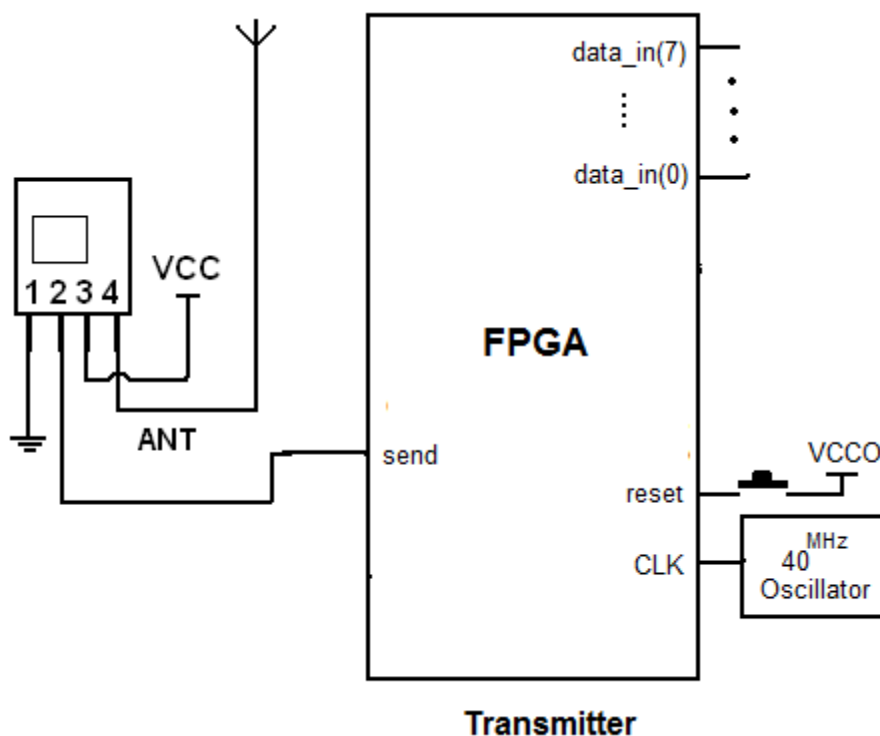 data_in(7)
data_in(0)
VCC
1 2 3 4
FPGA
ANT
send
VCCO
reset
CLK
MHz
40
Oscillator
Transmitter